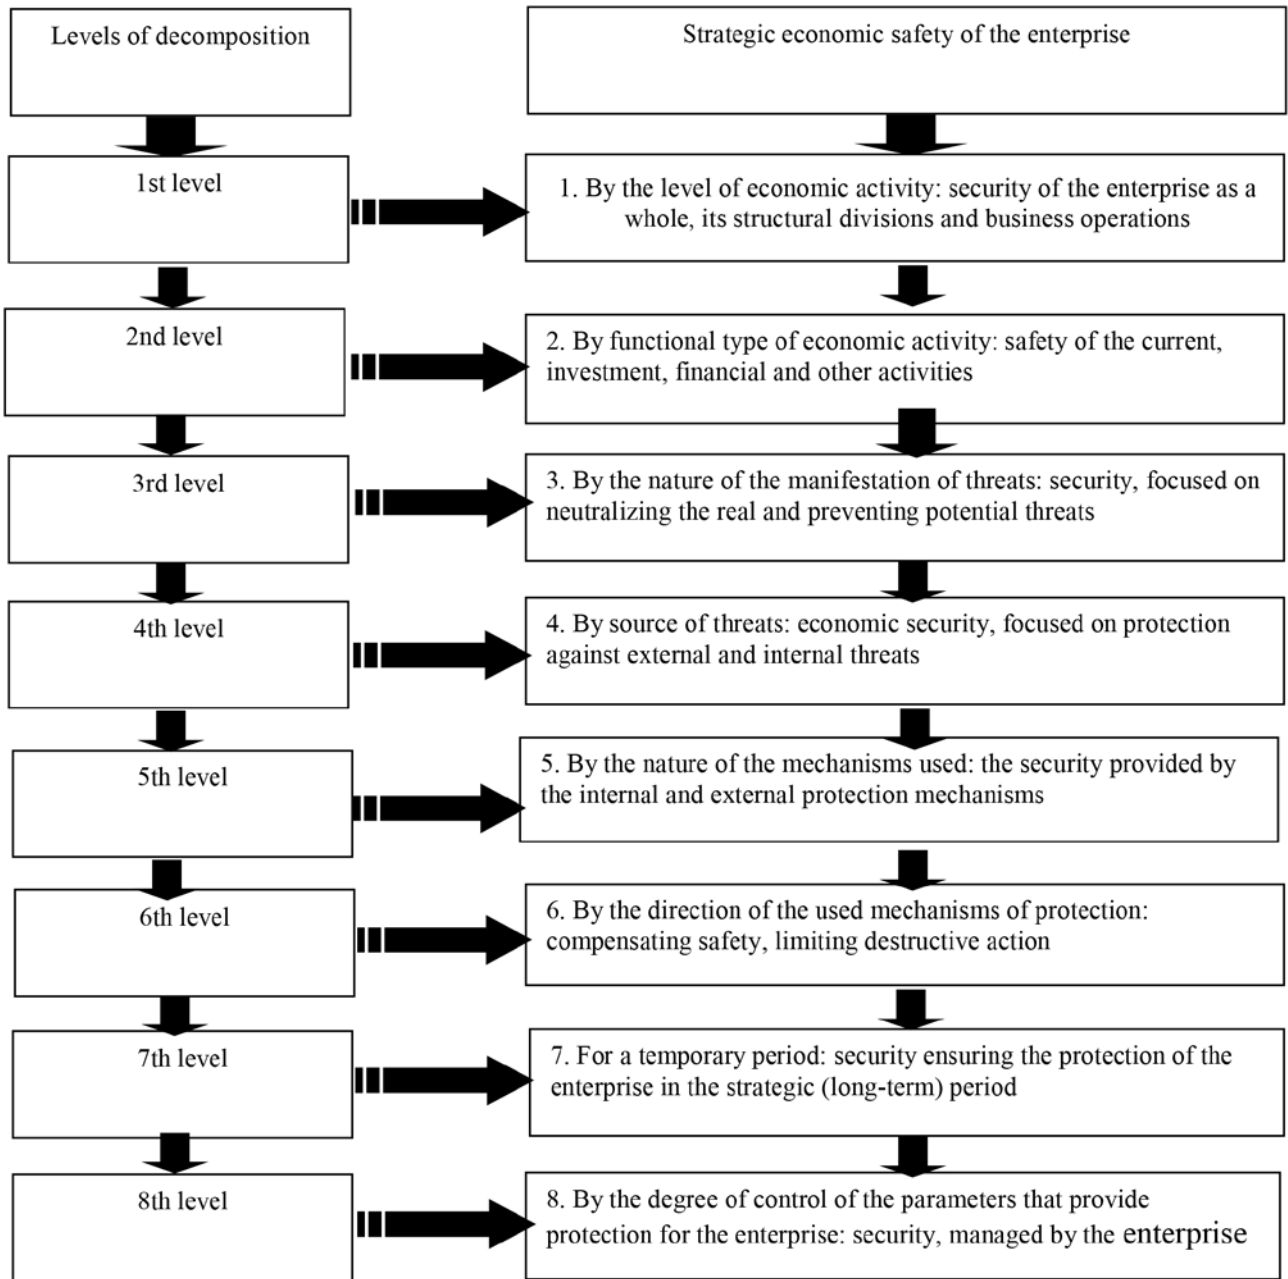 Levels of decomposition
Strategic economic safety of the enterprise
1st level
1. By the level of economic activity: security of the enterprise as a
whole, its structural divisions and business operations
2nd level
2. By functional type of economic activity: safety of the current,
investment, financial and other activities
3rd level
3. By the nature of the manifestation of threats: security, focused on
neutralizing the real and preventing potential threats
4th level
4. By source of threats: economic security, focused on protection
against external and internal threats
5th level
5. By the nature of the mechanisms used: the security provided by
the internal and external protection mechanisms
6th level
6. By the direction of the used mechanisms of protection:
compensating safety, limiting destructive action
7th level
7. For a temporary period: security ensuring the protection of the
enterprise in the strategic (long-term) period
8th level
8. By the degree of control of the parameters that provide
protection for the enterprise: security, managed by the enterprise